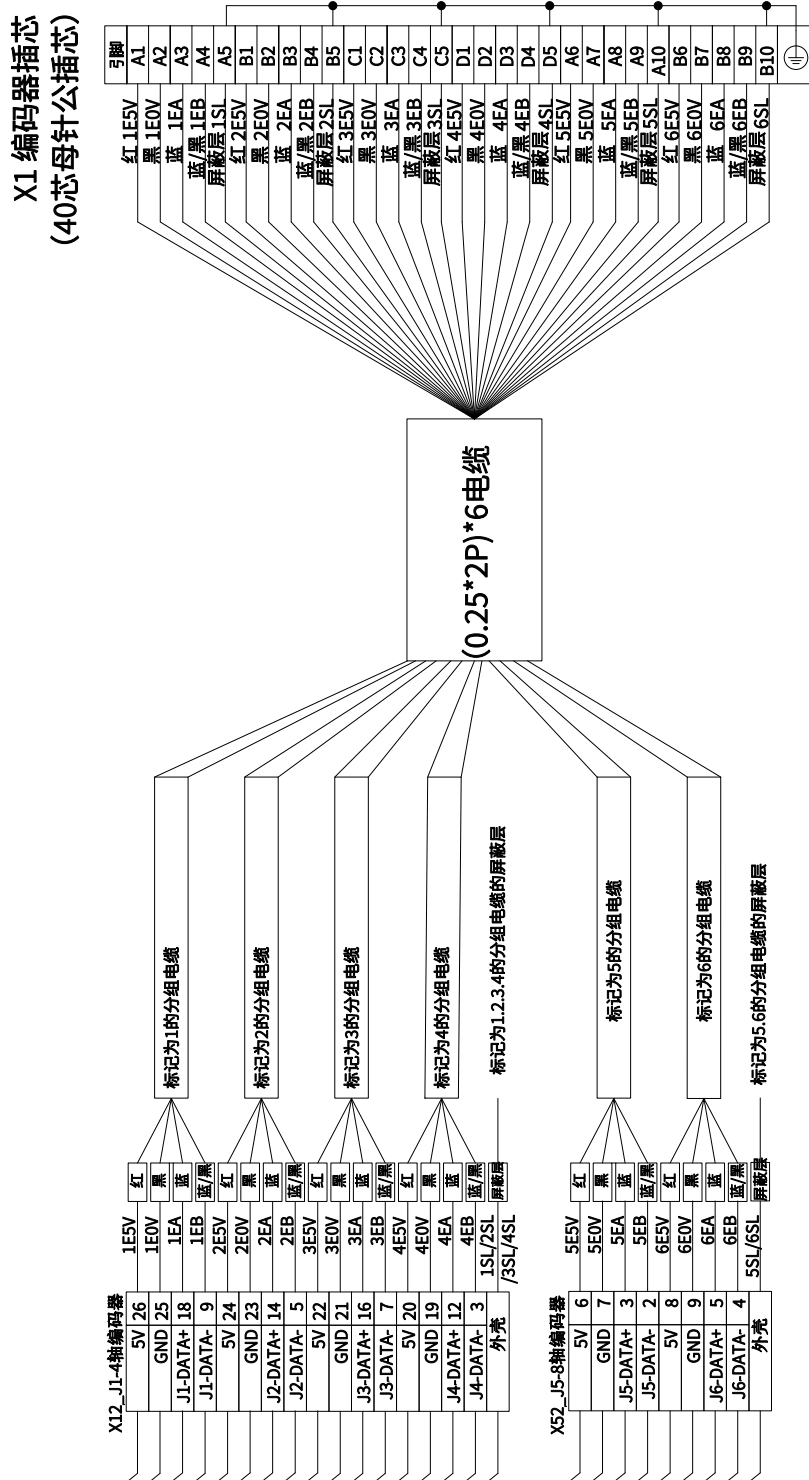 X1 编码器插芯
(40芯母针公插芯)
引脚
A1
A2
A3
A4
A5
B1
B2
B3
B4
B5
C1
C2
C3
C4
C5
D1
D2
D3
D4
D5
A6
A7
A8
A9
A10
B6
B7
B8
B9
B10
红 1E5V
黑 1E0V
蓝 1EA
蓝/黑 1EB
屏蔽层 1SL
红 2E5V
黑 2E0V
蓝 2EA
蓝/黑 2EB
屏蔽层 2SL
红 3E5V
黑 3E0V
蓝 3EA
蓝/黑 3EB
屏蔽层 3SL
红 4E5V
黑 4E0V
蓝 4EA
蓝/黑 4EB
屏蔽层 4SL
红 5E5V
黑 5E0V
蓝 5EA
蓝/黑 5EB
屏蔽层 5SL
红 6E5V
黑 6E0V
蓝 6EA
蓝/黑 6EB
屏蔽层 6SL
(0.25*2P)*6电缆
标记为1的分组电缆
标记为2的分组电缆
标记为3的分组电缆
标记为4的分组电缆
标记为1.2.3.4的分组电缆的屏蔽层
标记为5的分组电缆
标记为6的分组电缆
标记为5.6的分组电缆的屏蔽层
红
黑
蓝
蓝/黑
红
黑
蓝
蓝/黑
红
黑
蓝
蓝/黑
红
黑
蓝
蓝/黑
屏蔽层
红
黑
蓝
蓝/黑
红
黑
蓝
蓝/黑
屏蔽层
1E5V
1E0V
1EA
1EB
2E5V
2E0V
2EA
2EB
3E5V
3E0V
3EA
3EB
4E5V
4E0V
4EA
4EB
1SL/2SL
/3SL/4SL
5E5V
5E0V
5EA
5EB
6E5V
6E0V
6EA
6EB
5SL/6SL
X12_J1-4轴编码器
5V 26
GND 25
J1-DATA+ 18
J1-DATA- 9
5V 24
GND 23
J2-DATA+ 14
J2-DATA- 5
5V 22
GND 21
J3-DATA+ 16
J3-DATA- 7
5V 20
GND 19
J4-DATA+ 12
J4-DATA- 3
外壳
X52_J5-8轴编码器
5V 6
GND 7
J5-DATA+ 3
J5-DATA- 2
5V 8
GND 9
J6-DATA+ 5
J6-DATA- 4
外壳